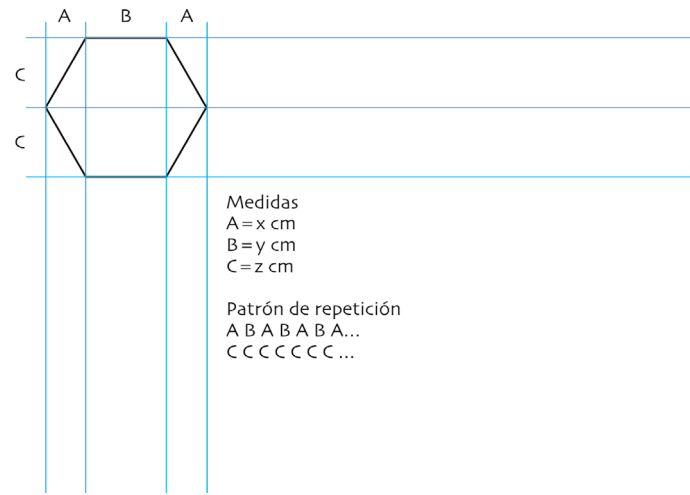 A B A
C
C
Medidas
A = x cm
B = y cm
C = z cm
Patrón de repetición
A B A B A B A...
C C C C C C C ...